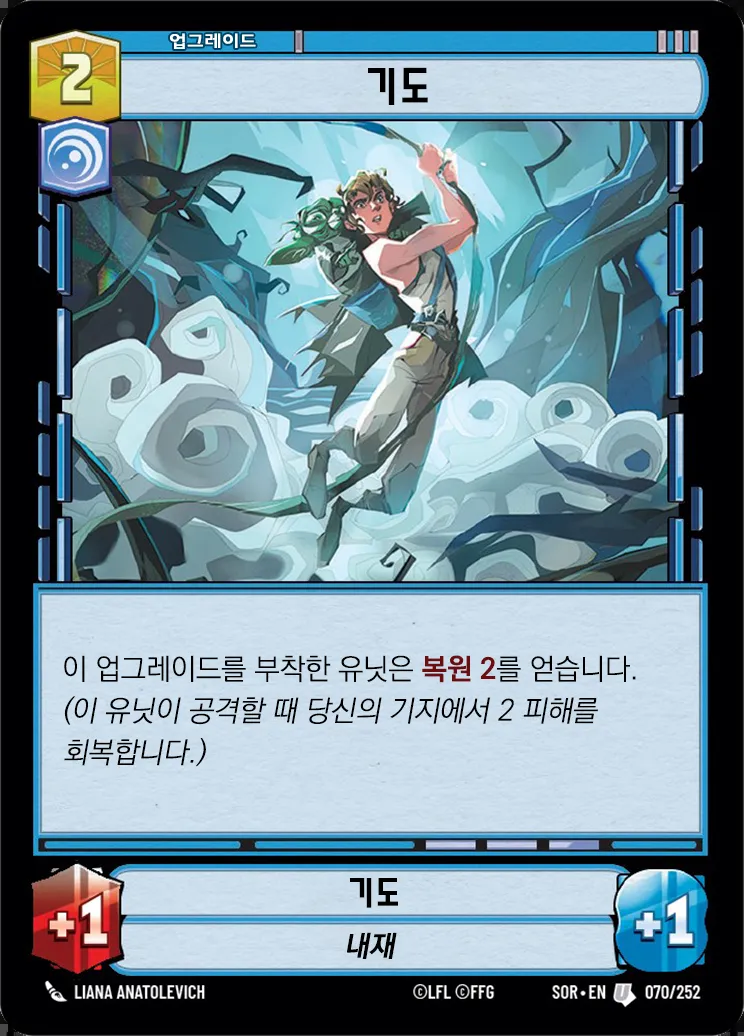 업그레이드
2
기도
이 업그레이드를 부착한 유닛은 복원 2를 얻습니다.
(이 유닛이 공격할 때 당신의 기지에서 2 피해를
회복합니다.)
+1
기도
내재
+1
LIANA ANATOLEVICH
©LFL ©FFG
SOR•EN
U
070/252